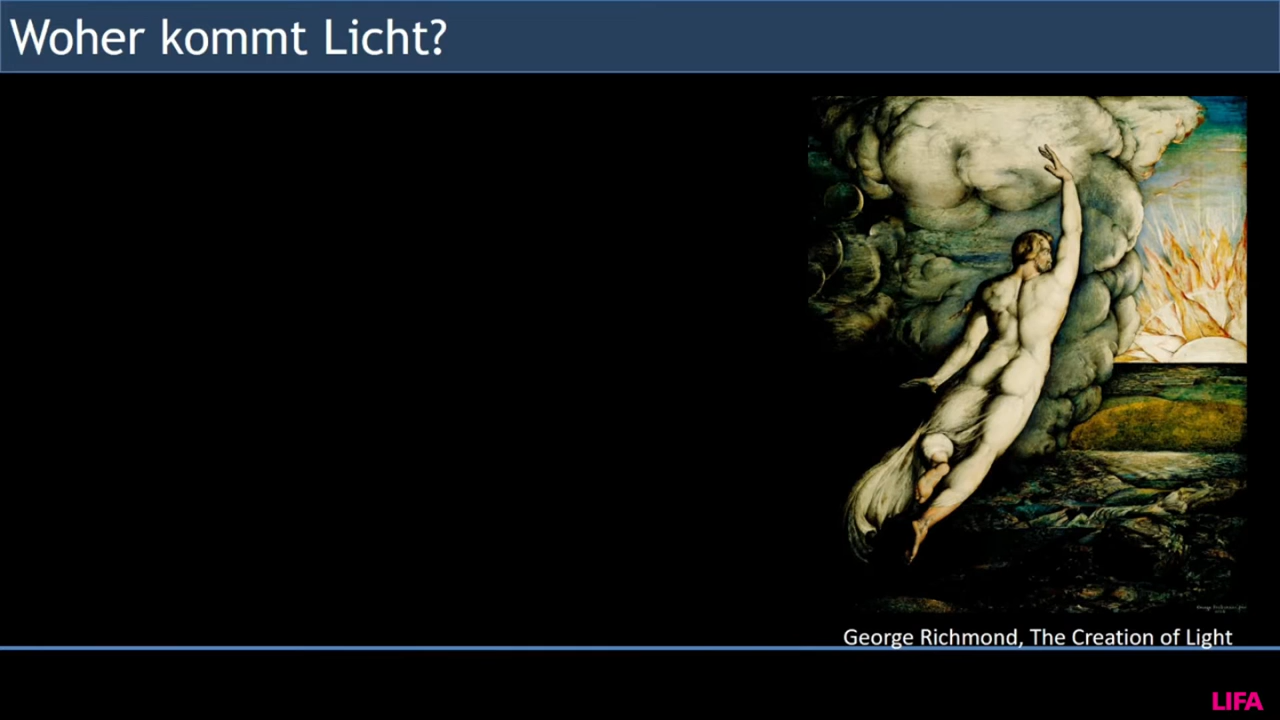 Woher kommt Licht?
George Richmond, The Creation of Light
LIFA